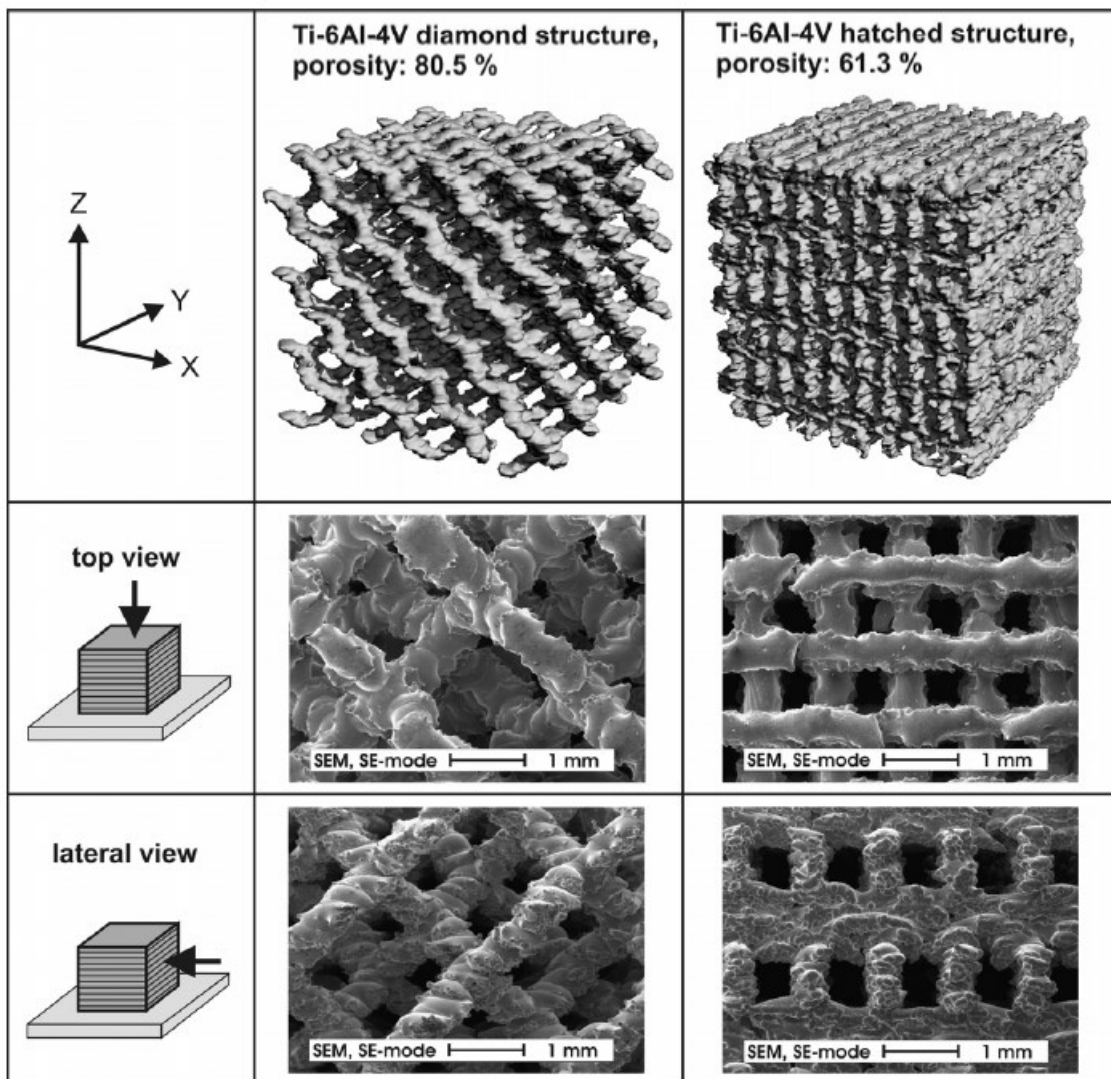 Ti-6Al-4V diamond structure,
porosity: 80.5 %
Ti-6Al-4V hatched structure,
porosity: 61.3 %
Z
Y
X
top view
SEM, SE-mode 1 mm
SEM, SE-mode 1 mm
lateral view
SEM, SE-mode 1 mm
SEM, SE-mode 1 mm